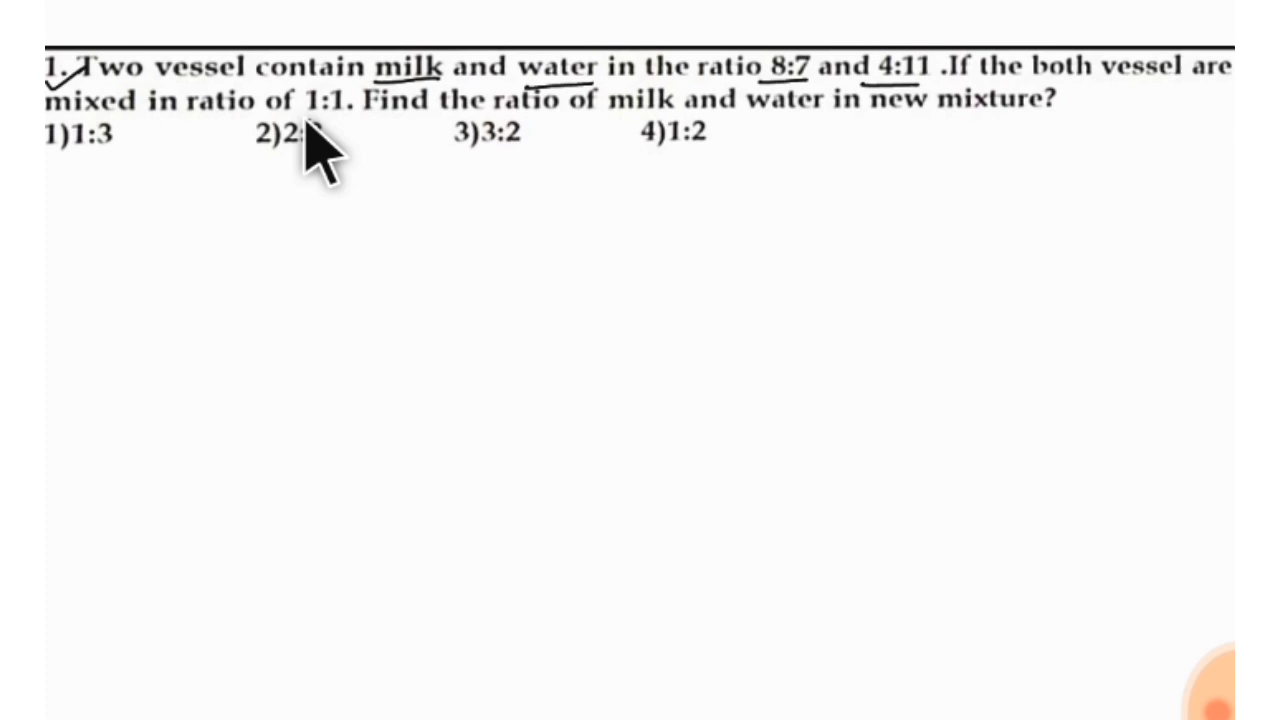 1. Two vessel contain milk and water in the ratio 8:7 and 4:11 .If the both vessel are
mixed in ratio of 1:1. Find the ratio of milk and water in new mixture?
1)1:3 2)2: 3)3:2 4)1:2